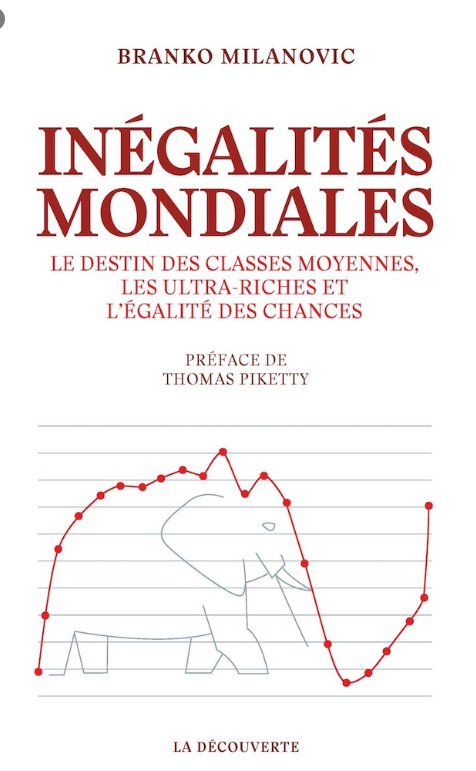 BRANKO MILANOVIC
INÉGALITÉS
MONDIALES
LE DESTIN DES CLASSES MOYENNES,
LES ULTRA-RICHES ET
L'ÉGALITÉ DES CHANCES
PRÉFACE DE
THOMAS PIKETTY
LA DÉCOUVERTE